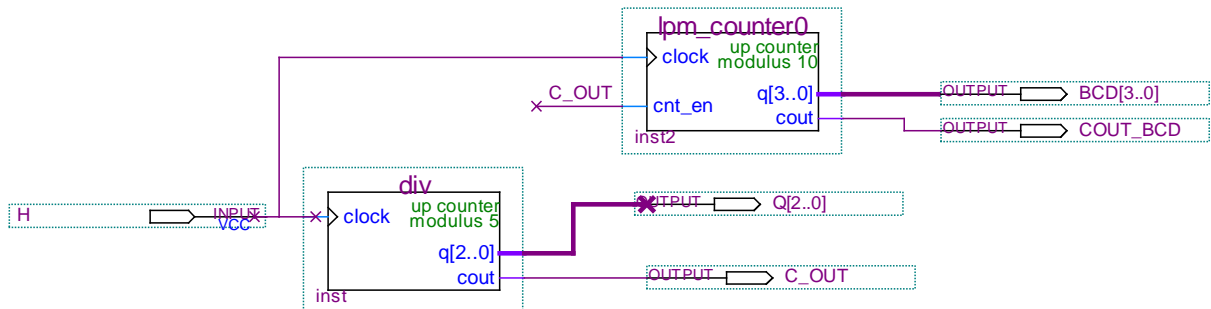 lpm_counter0
up counter
modulus 10
clock
C_OUT
cnt_en
q[3..0]
cout
inst2
OUTPUT
BCD[3..0]
OUTPUT
COUT_BCD
div
up counter
modulus 5
H
INPUT
VCC
clock
q[2..0]
cout
inst
OUTPUT
Q[2..0]
OUTPUT
C_OUT